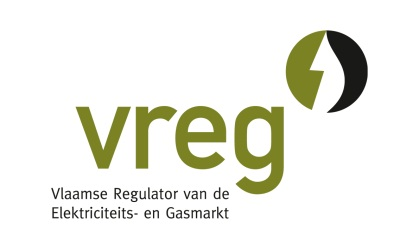 vreg
Vlaamse Regulator van de
Elektriciteits- en Gasmarkt